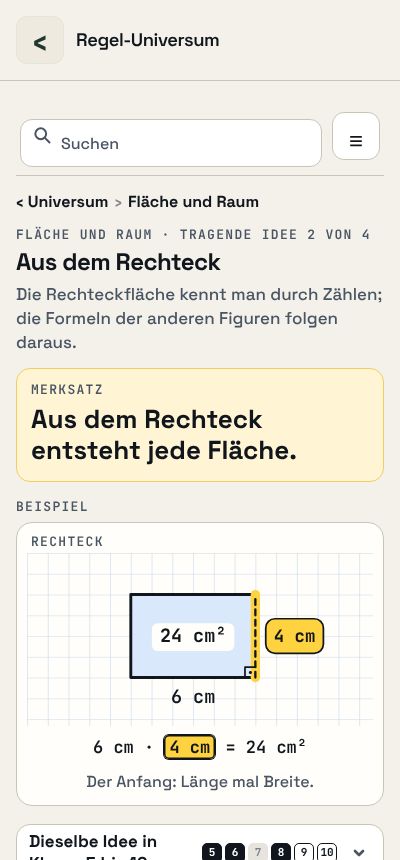 < Regel-Universum
Suchen
≡
< Universum > Fläche und Raum
FLÄCHE UND RAUM · TRAGENDE IDEE 2 VON 4
Aus dem Rechteck
Die Rechteckfläche kennt man durch Zählen;
die Formeln der anderen Figuren folgen
daraus.
MERKSATZ
Aus dem Rechteck
entsteht jede Fläche.
BEISPIEL
RECHTECK
24 cm²
4 cm
6 cm
6 cm · 4 cm = 24 cm²
Der Anfang: Länge mal Breite.
Dieselbe Idee in
5 6 7 8 9 10